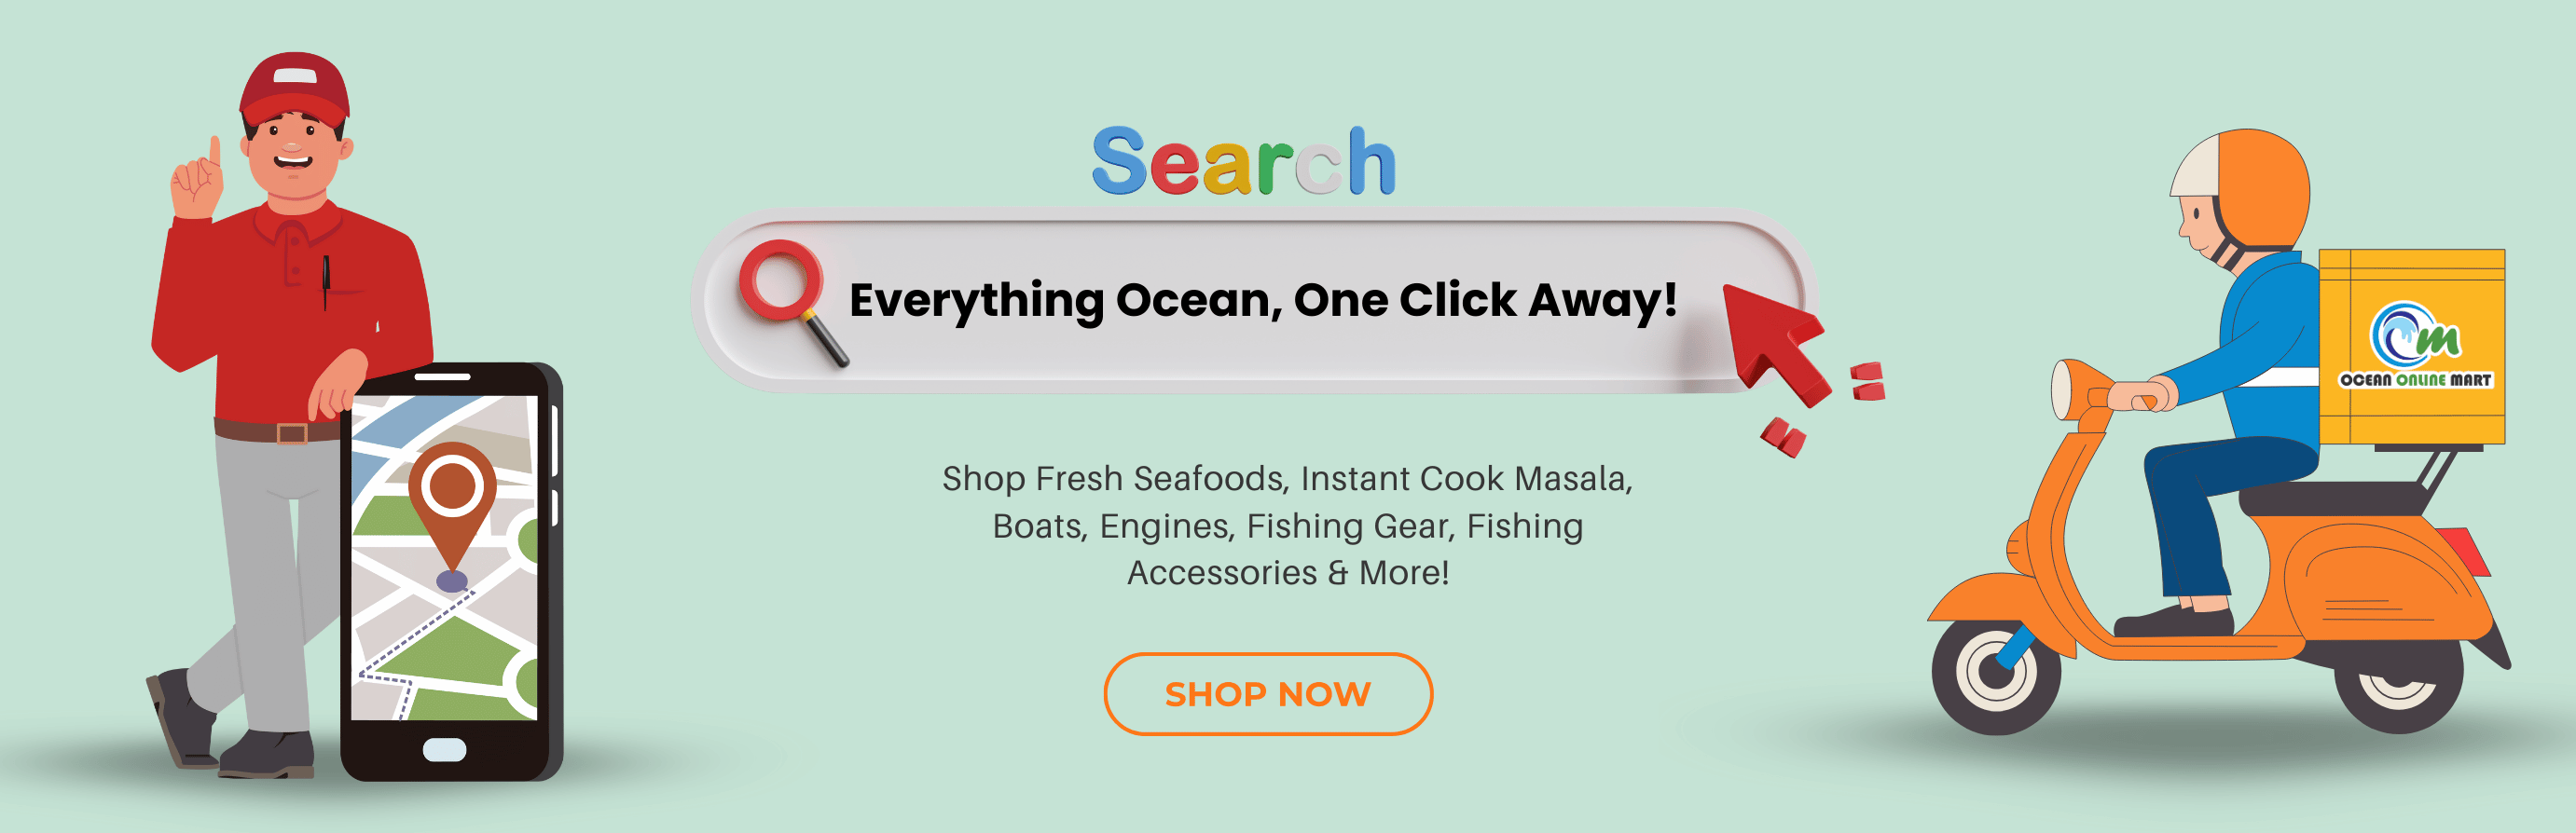 Search
Everything Ocean, One Click Away!
Shop Fresh Seafoods, Instant Cook Masala,
Boats, Engines, Fishing Gear, Fishing
Accessories & More!
SHOP NOW
Om
OCEAN ONLINE MART